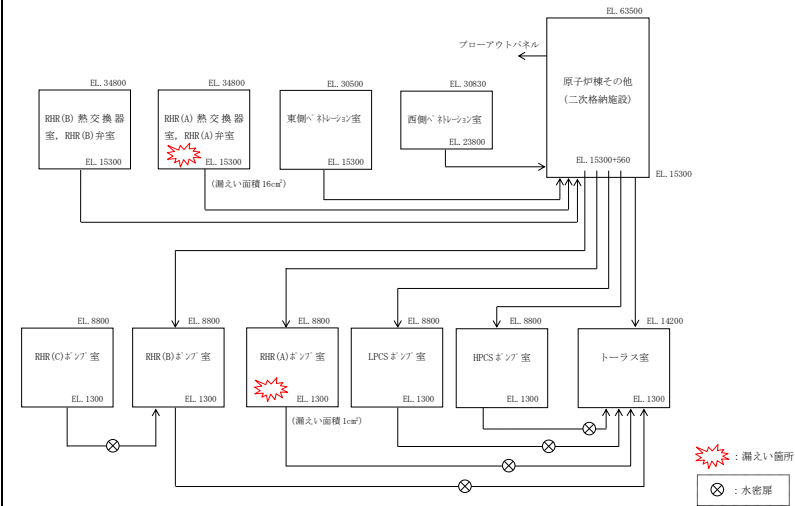 EL. 63500
ブローアウトパネル
原子炉棟その他
(二次格納施設)
EL. 15300+560
EL. 15300
EL. 34800
RHR(B)熱交換器
室, RHR(B)弁室
EL. 15300
EL. 34800
RHR(A)熱交換器
室, RHR(A)弁室
EL. 15300
(漏えい面積16c㎡)
EL. 30500
東側ペネトレーション室
EL. 15300
EL. 30830
西側ペネトレーション室
EL. 23800
EL. 8800
RHR(C)ポンプ室
EL. 1300
EL. 8800
RHR(B)ポンプ室
EL. 1300
EL. 8800
RHR(A)ポンプ室
EL. 1300
(漏えい面積1c㎡)
EL. 8800
LPCSポンプ室
EL. 1300
EL. 8800
HPCSポンプ室
EL. 1300
EL. 14200
トーラス室
EL. 1300
:漏えい箇所
:水密扉